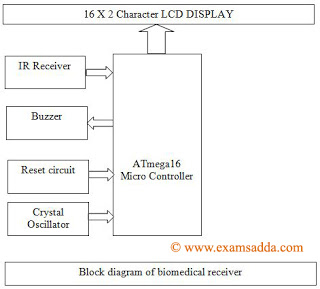 16 X 2 Character LCD DISPLAY
IR Receiver
Buzzer
Reset circuit
Crystal
Oscillator
ATmega16
Micro Controller
© www.examsadda.com
Block diagram of biomedical receiver